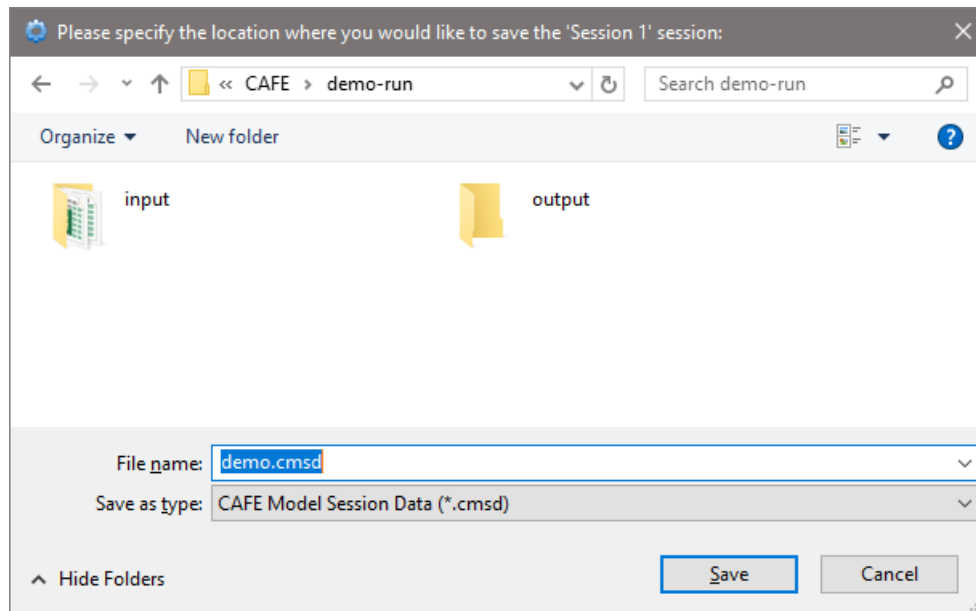 Please specify the location where you would like to save the 'Session 1' session:
« CAFE › demo-run
Search demo-run
Organize
New folder
input
output
File name: demo.cmsd
Save as type: CAFE Model Session Data (*.cmsd)
Hide Folders
Save
Cancel